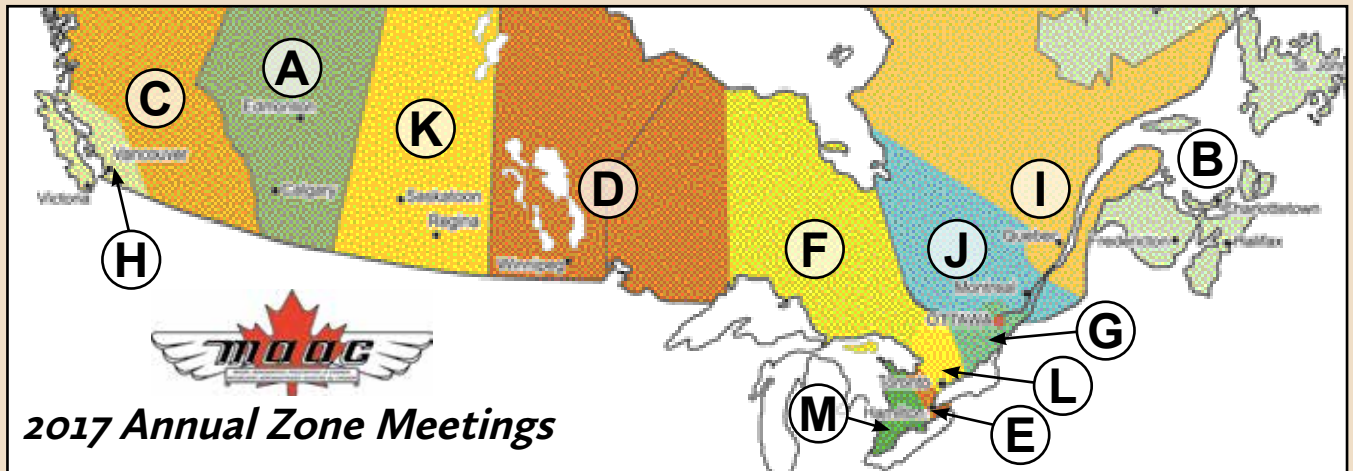 A
C
K
Edmonton
B
Vancouver
Calgary
Saskatoon
D
I
Victoria
Charlottetown
Regina
F
J
Quebec
Fredericton
Halifax
H
Winnipeg
Montreal
OTTAWA
G
maac
Toronto
L
M
Hamilton
E
2017 Annual Zone Meetings